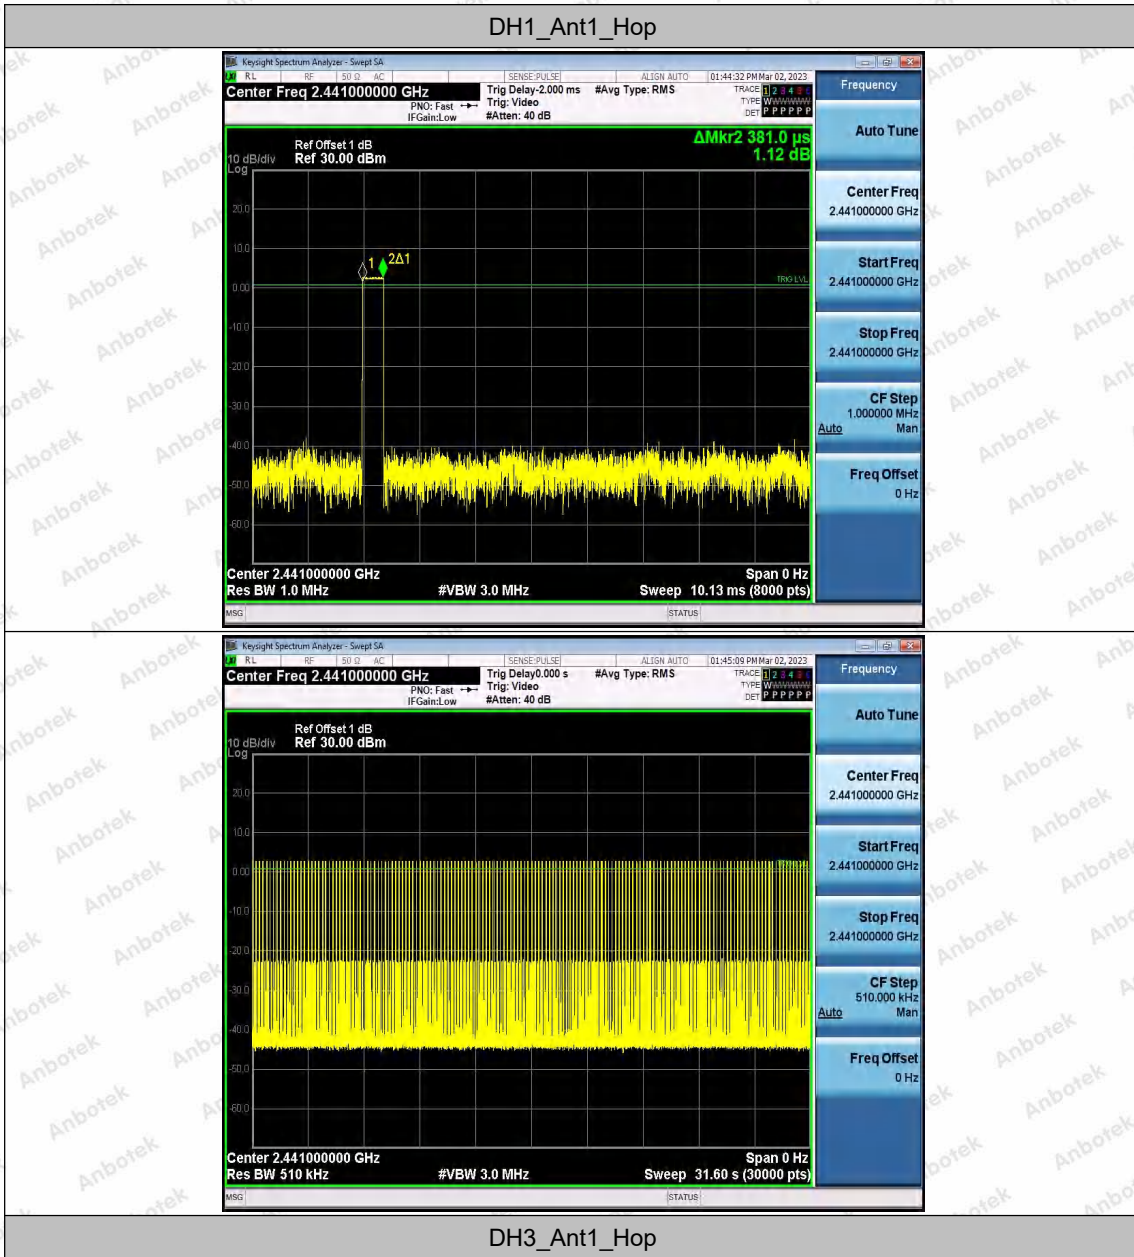 DH1_Ant1_Hop
Keysight Spectrum Analyzer - Swept SA
RL RF 50 Ω AC SENSE:PULSE ALIGN AUTO 01:44:32 PM Mar 02, 2023
Center Freq 2.441000000 GHz
PNO: Fast
IFGain:Low
Trig Delay-2.000 ms
Trig: Video
#Atten: 40 dB
#Avg Type: RMS
TRACE 1 2 3 4 5 6
TYPE WWWWWW
DET P P P P P P
Frequency
Auto Tune
Center Freq
2.441000000 GHz
Start Freq
2.441000000 GHz
Stop Freq
2.441000000 GHz
CF Step
1.000000 MHz
Auto Man
Freq Offset
0 Hz
ΔMkr2 381.0 µs
1.12 dB
Ref Offset 1 dB
10 dB/div Ref 30.00 dBm
Log
20.0
10.0
0.00
-10.0
-20.0
-30.0
-40.0
-50.0
-60.0
1 2Δ1
TRIG LVL
Center 2.441000000 GHz Span 0 Hz
Res BW 1.0 MHz #VBW 3.0 MHz Sweep 10.13 ms (8000 pts)
MSG STATUS
Keysight Spectrum Analyzer - Swept SA
RL RF 50 Ω AC SENSE:PULSE ALIGN AUTO 01:45:09 PM Mar 02, 2023
Center Freq 2.441000000 GHz
PNO: Fast
IFGain:Low
Trig Delay0.000 s
Trig: Video
#Atten: 40 dB
#Avg Type: RMS
TRACE 1 2 3 4 5 6
TYPE WWWWWW
DET P P P P P P
Frequency
Auto Tune
Center Freq
2.441000000 GHz
Start Freq
2.441000000 GHz
Stop Freq
2.441000000 GHz
CF Step
510.000 kHz
Auto Man
Freq Offset
0 Hz
Ref Offset 1 dB
10 dB/div Ref 30.00 dBm
Log
20.0
10.0
0.00
-10.0
-20.0
-30.0
-40.0
-50.0
-60.0
Center 2.441000000 GHz Span 0 Hz
Res BW 510 kHz #VBW 3.0 MHz Sweep 31.60 s (30000 pts)
MSG STATUS
DH3_Ant1_Hop
Anbotek